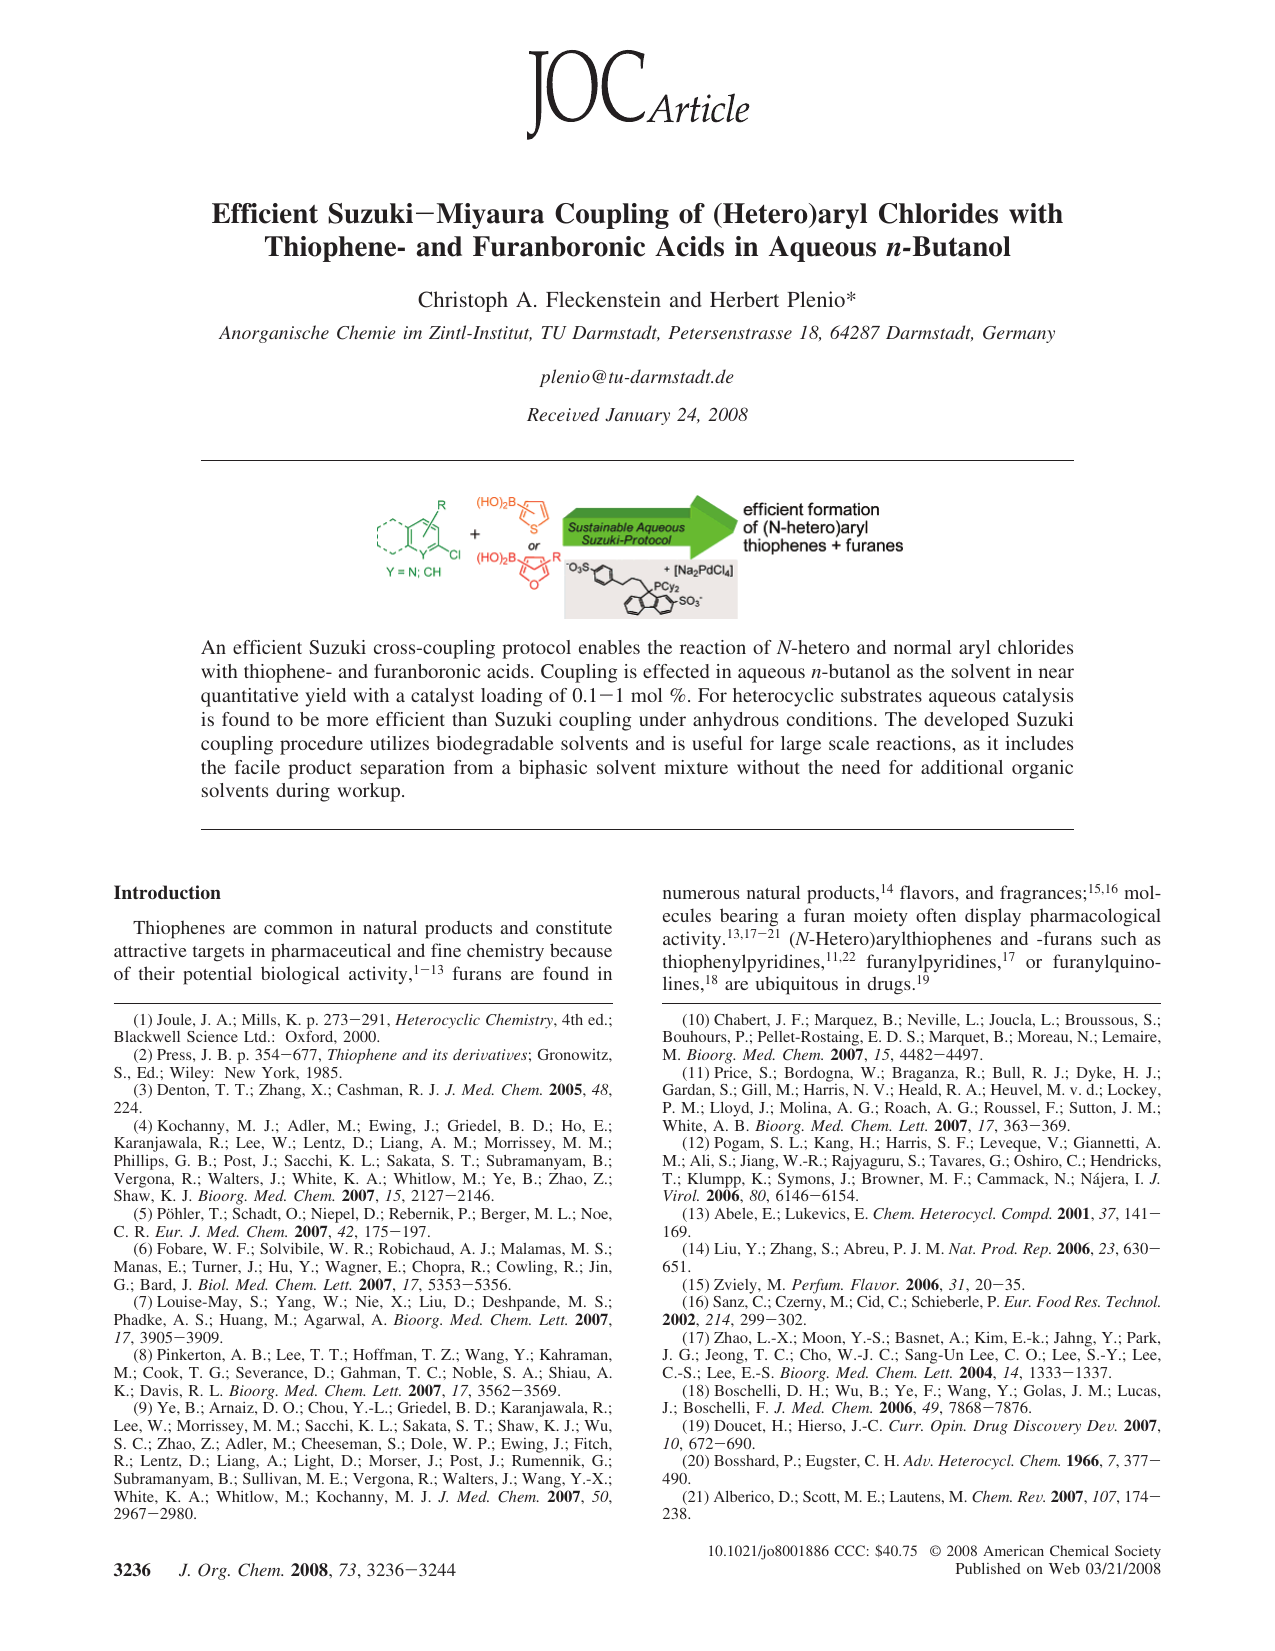 JOC Article
Efficient Suzuki−Miyaura Coupling of (Hetero)aryl Chlorides with
Thiophene- and Furanboronic Acids in Aqueous n-Butanol
Christoph A. Fleckenstein and Herbert Plenio*
Anorganische Chemie im Zintl-Institut, TU Darmstadt, Petersenstrasse 18, 64287 Darmstadt, Germany
plenio@tu-darmstadt.de
Received January 24, 2008
R
Y
Cl
Y = N; CH
+
(HO)₂B
S
or
(HO)₂B
R
O
Sustainable Aqueous
Suzuki-Protocol
⁻O₃S
+ [Na₂PdCl₄]
PCy₂
SO₃⁻
efficient formation
of (N-hetero)aryl
thiophenes + furanes
An efficient Suzuki cross-coupling protocol enables the reaction of N-hetero and normal aryl chlorides
with thiophene- and furanboronic acids. Coupling is effected in aqueous n-butanol as the solvent in near
quantitative yield with a catalyst loading of 0.1−1 mol %. For heterocyclic substrates aqueous catalysis
is found to be more efficient than Suzuki coupling under anhydrous conditions. The developed Suzuki
coupling procedure utilizes biodegradable solvents and is useful for large scale reactions, as it includes
the facile product separation from a biphasic solvent mixture without the need for additional organic
solvents during workup.
Introduction
Thiophenes are common in natural products and constitute
attractive targets in pharmaceutical and fine chemistry because
of their potential biological activity,¹⁻¹³ furans are found in
numerous natural products,¹⁴ flavors, and fragrances;¹⁵,¹⁶ mol-
ecules bearing a furan moiety often display pharmacological
activity.¹³,¹⁷⁻²¹ (N-Hetero)arylthiophenes and -furans such as
thiophenylpyridines,¹¹,²² furanylpyridines,¹⁷ or furanylquino-
lines,¹⁸ are ubiquitous in drugs.¹⁹
(1) Joule, J. A.; Mills, K. p. 273−291, Heterocyclic Chemistry, 4th ed.;
Blackwell Science Ltd.: Oxford, 2000.
(2) Press, J. B. p. 354−677, Thiophene and its derivatives; Gronowitz,
S., Ed.; Wiley: New York, 1985.
(3) Denton, T. T.; Zhang, X.; Cashman, R. J. J. Med. Chem. 2005, 48,
224.
(4) Kochanny, M. J.; Adler, M.; Ewing, J.; Griedel, B. D.; Ho, E.;
Karanjawala, R.; Lee, W.; Lentz, D.; Liang, A. M.; Morrissey, M. M.;
Phillips, G. B.; Post, J.; Sacchi, K. L.; Sakata, S. T.; Subramanyam, B.;
Vergona, R.; Walters, J.; White, K. A.; Whitlow, M.; Ye, B.; Zhao, Z.;
Shaw, K. J. Bioorg. Med. Chem. 2007, 15, 2127−2146.
(5) Pöhler, T.; Schadt, O.; Niepel, D.; Rebernik, P.; Berger, M. L.; Noe,
C. R. Eur. J. Med. Chem. 2007, 42, 175−197.
(6) Fobare, W. F.; Solvibile, W. R.; Robichaud, A. J.; Malamas, M. S.;
Manas, E.; Turner, J.; Hu, Y.; Wagner, E.; Chopra, R.; Cowling, R.; Jin,
G.; Bard, J. Biol. Med. Chem. Lett. 2007, 17, 5353−5356.
(7) Louise-May, S.; Yang, W.; Nie, X.; Liu, D.; Deshpande, M. S.;
Phadke, A. S.; Huang, M.; Agarwal, A. Bioorg. Med. Chem. Lett. 2007,
17, 3905−3909.
(8) Pinkerton, A. B.; Lee, T. T.; Hoffman, T. Z.; Wang, Y.; Kahraman,
M.; Cook, T. G.; Severance, D.; Gahman, T. C.; Noble, S. A.; Shiau, A.
K.; Davis, R. L. Bioorg. Med. Chem. Lett. 2007, 17, 3562−3569.
(9) Ye, B.; Arnaiz, D. O.; Chou, Y.-L.; Griedel, B. D.; Karanjawala, R.;
Lee, W.; Morrissey, M. M.; Sacchi, K. L.; Sakata, S. T.; Shaw, K. J.; Wu,
S. C.; Zhao, Z.; Adler, M.; Cheeseman, S.; Dole, W. P.; Ewing, J.; Fitch,
R.; Lentz, D.; Liang, A.; Light, D.; Morser, J.; Post, J.; Rumennik, G.;
Subramanyam, B.; Sullivan, M. E.; Vergona, R.; Walters, J.; Wang, Y.-X.;
White, K. A.; Whitlow, M.; Kochanny, M. J. J. Med. Chem. 2007, 50,
2967−2980.
(10) Chabert, J. F.; Marquez, B.; Neville, L.; Joucla, L.; Broussous, S.;
Bouhours, P.; Pellet-Rostaing, E. D. S.; Marquet, B.; Moreau, N.; Lemaire,
M. Bioorg. Med. Chem. 2007, 15, 4482−4497.
(11) Price, S.; Bordogna, W.; Braganza, R.; Bull, R. J.; Dyke, H. J.;
Gardan, S.; Gill, M.; Harris, N. V.; Heald, R. A.; Heuvel, M. v. d.; Lockey,
P. M.; Lloyd, J.; Molina, A. G.; Roach, A. G.; Roussel, F.; Sutton, J. M.;
White, A. B. Bioorg. Med. Chem. Lett. 2007, 17, 363−369.
(12) Pogam, S. L.; Kang, H.; Harris, S. F.; Leveque, V.; Giannetti, A.
M.; Ali, S.; Jiang, W.-R.; Rajyaguru, S.; Tavares, G.; Oshiro, C.; Hendricks,
T.; Klumpp, K.; Symons, J.; Browner, M. F.; Cammack, N.; Nájera, I. J.
Virol. 2006, 80, 6146−6154.
(13) Abele, E.; Lukevics, E. Chem. Heterocycl. Compd. 2001, 37, 141−
169.
(14) Liu, Y.; Zhang, S.; Abreu, P. J. M. Nat. Prod. Rep. 2006, 23, 630−
651.
(15) Zviely, M. Perfum. Flavor. 2006, 31, 20−35.
(16) Sanz, C.; Czerny, M.; Cid, C.; Schieberle, P. Eur. Food Res. Technol.
2002, 214, 299−302.
(17) Zhao, L.-X.; Moon, Y.-S.; Basnet, A.; Kim, E.-k.; Jahng, Y.; Park,
J. G.; Jeong, T. C.; Cho, W.-J. C.; Sang-Un Lee, C. O.; Lee, S.-Y.; Lee,
C.-S.; Lee, E.-S. Bioorg. Med. Chem. Lett. 2004, 14, 1333−1337.
(18) Boschelli, D. H.; Wu, B.; Ye, F.; Wang, Y.; Golas, J. M.; Lucas,
J.; Boschelli, F. J. Med. Chem. 2006, 49, 7868−7876.
(19) Doucet, H.; Hierso, J.-C. Curr. Opin. Drug Discovery Dev. 2007,
10, 672−690.
(20) Bosshard, P.; Eugster, C. H. Adv. Heterocycl. Chem. 1966, 7, 377−
490.
(21) Alberico, D.; Scott, M. E.; Lautens, M. Chem. Rev. 2007, 107, 174−
238.
3236 J. Org. Chem. 2008, 73, 3236−3244
10.1021/jo8001886 CCC: $40.75 © 2008 American Chemical Society
Published on Web 03/21/2008